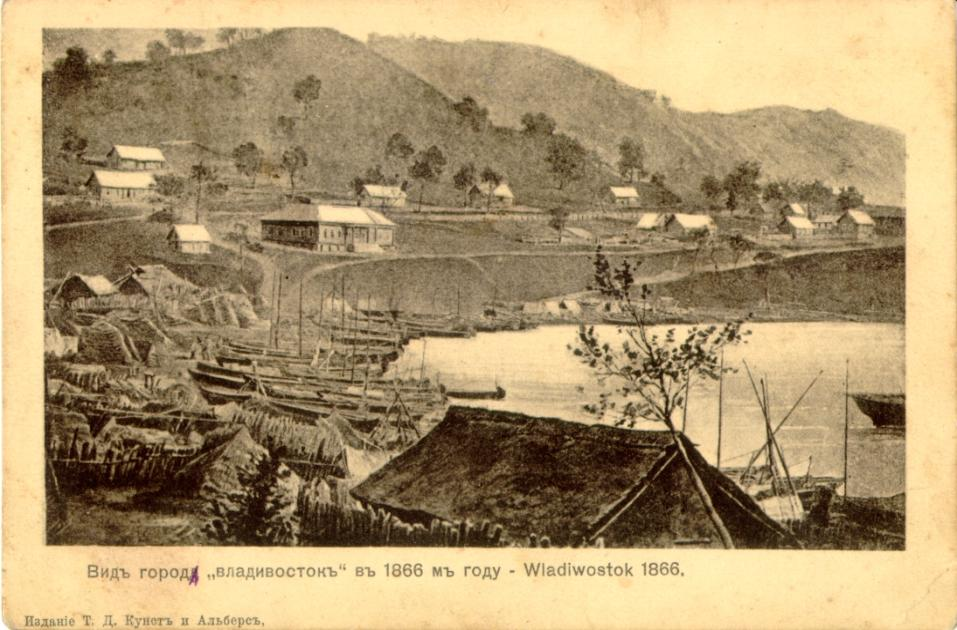 Видъ города „владивостокъ“ въ 1866 мъ году - Wladiwostok 1866.
Изданіе Т. Д. Кунстъ и Альберсъ,